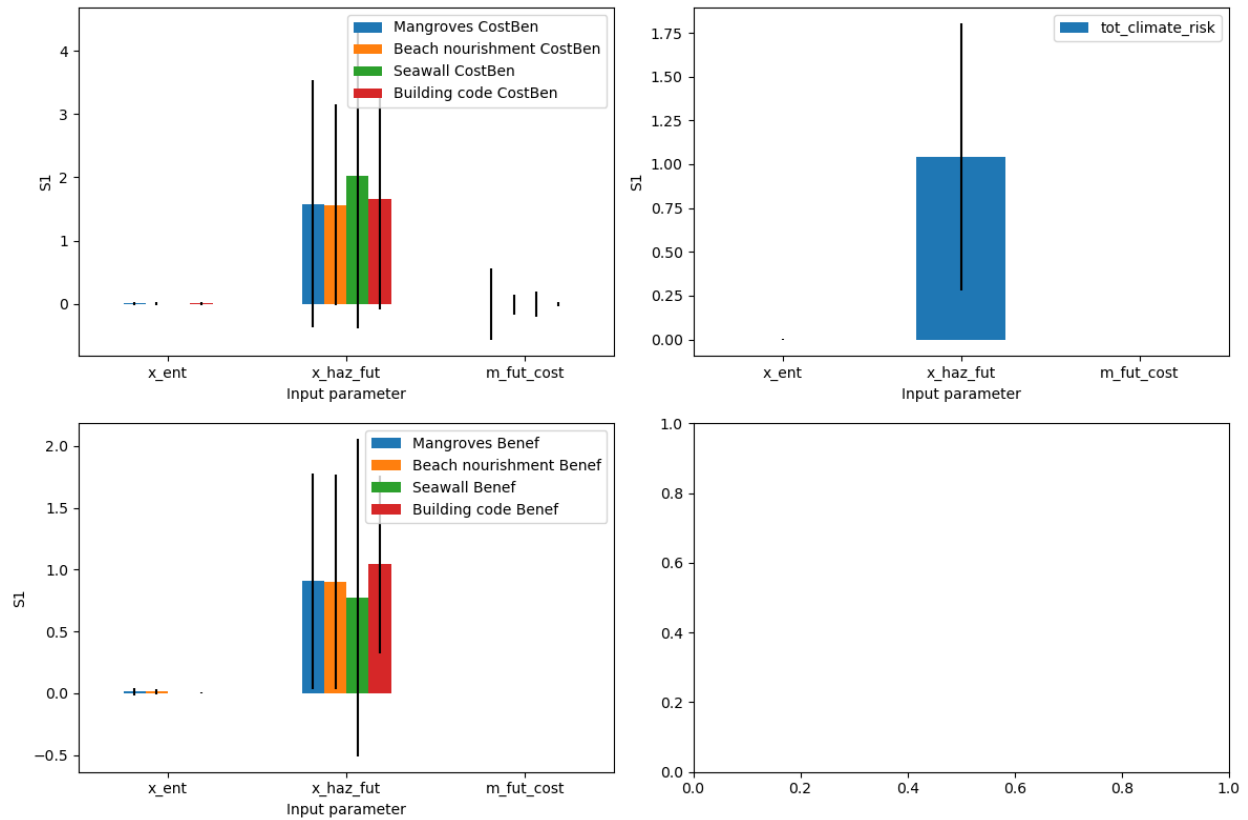 Mangroves CostBen
Beach nourishment CostBen
Seawall CostBen
Building code CostBen
4
3
2
1
0
S1
x_ent x_haz_fut m_fut_cost
Input parameter
tot_climate_risk
1.75
1.50
1.25
1.00
0.75
0.50
0.25
0.00
S1
x_ent x_haz_fut m_fut_cost
Input parameter
Mangroves Benef
Beach nourishment Benef
Seawall Benef
Building code Benef
2.0
1.5
1.0
0.5
0.0
−0.5
S1
x_ent x_haz_fut m_fut_cost
Input parameter
1.0
0.8
0.6
0.4
0.2
0.0
0.0 0.2 0.4 0.6 0.8 1.0